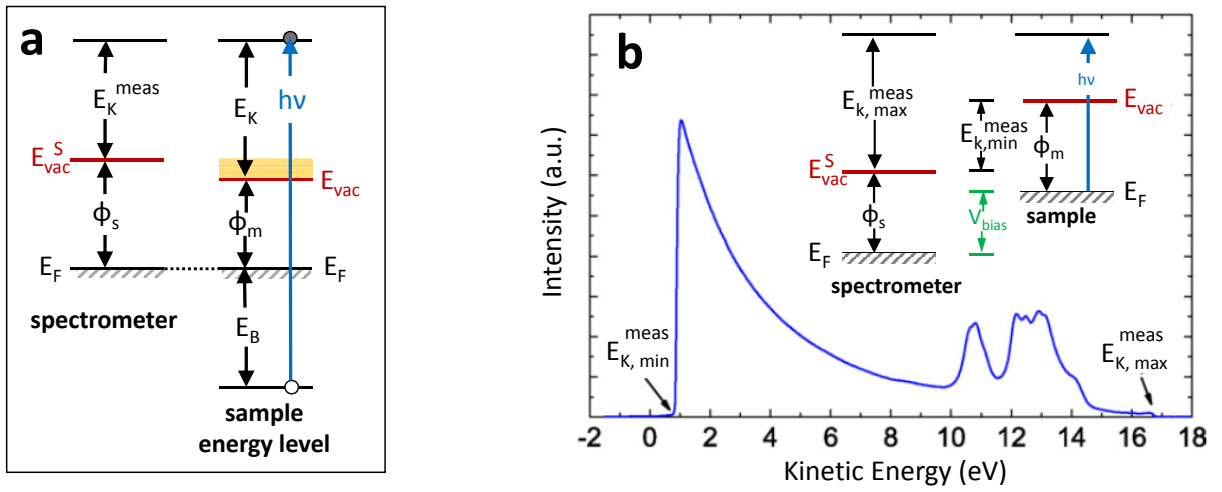 a
E_K^meas
E_K
hν
E_vac^S
E_vac
ϕ_s
ϕ_m
E_F
E_F
spectrometer
E_B
sample
energy level
b
Intensity (a.u.)
E_k, max^meas
hν
E_vac
E_k,min^meas
ϕ_m
E_vac^S
ϕ_s
V_bias
E_F
sample
E_F
spectrometer
E_K, min^meas
E_K, max^meas
-2 0 2 4 6 8 10 12 14 16 18
Kinetic Energy (eV)